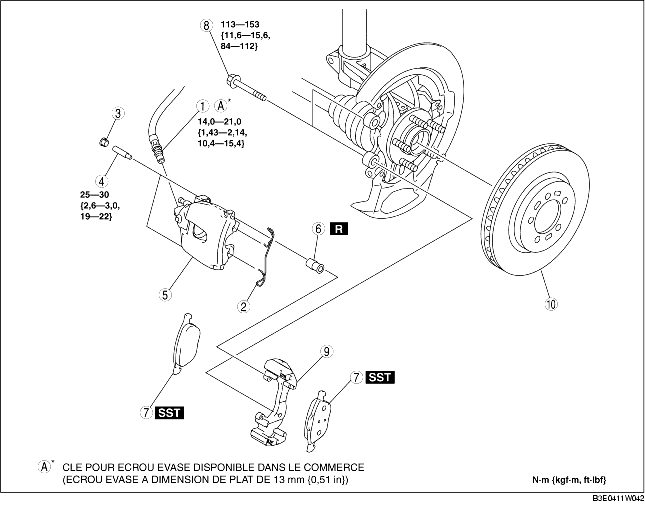 8
113—153
{11,6—15,6,
84—112}
3
1 A*
14,0—21,0
{1,43—2,14,
10,4—15,4}
4
25—30
{2,6—3,0,
19—22}
6 R
5
2
10
9
7 SST
7 SST
A* CLE POUR ECROU EVASE DISPONIBLE DANS LE COMMERCE
(ECROU EVASE A DIMENSION DE PLAT DE 13 mm {0,51 in})
N·m {kgf·m, ft·lbf}
B3E0411W042